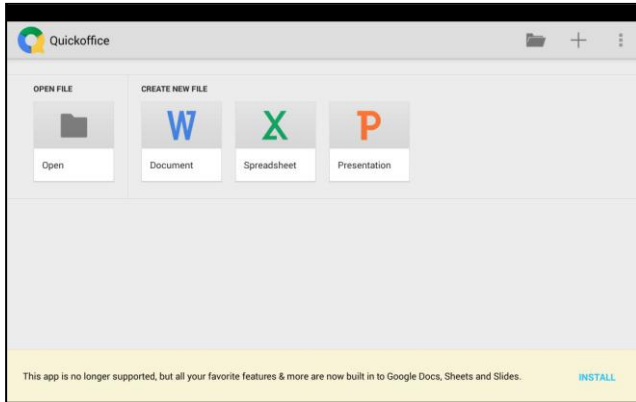 Quickoffice
OPEN FILE
CREATE NEW FILE
W
X
P
Open
Document
Spreadsheet
Presentation
This app is no longer supported, but all your favorite features & more are now built in to Google Docs, Sheets and Slides.
INSTALL